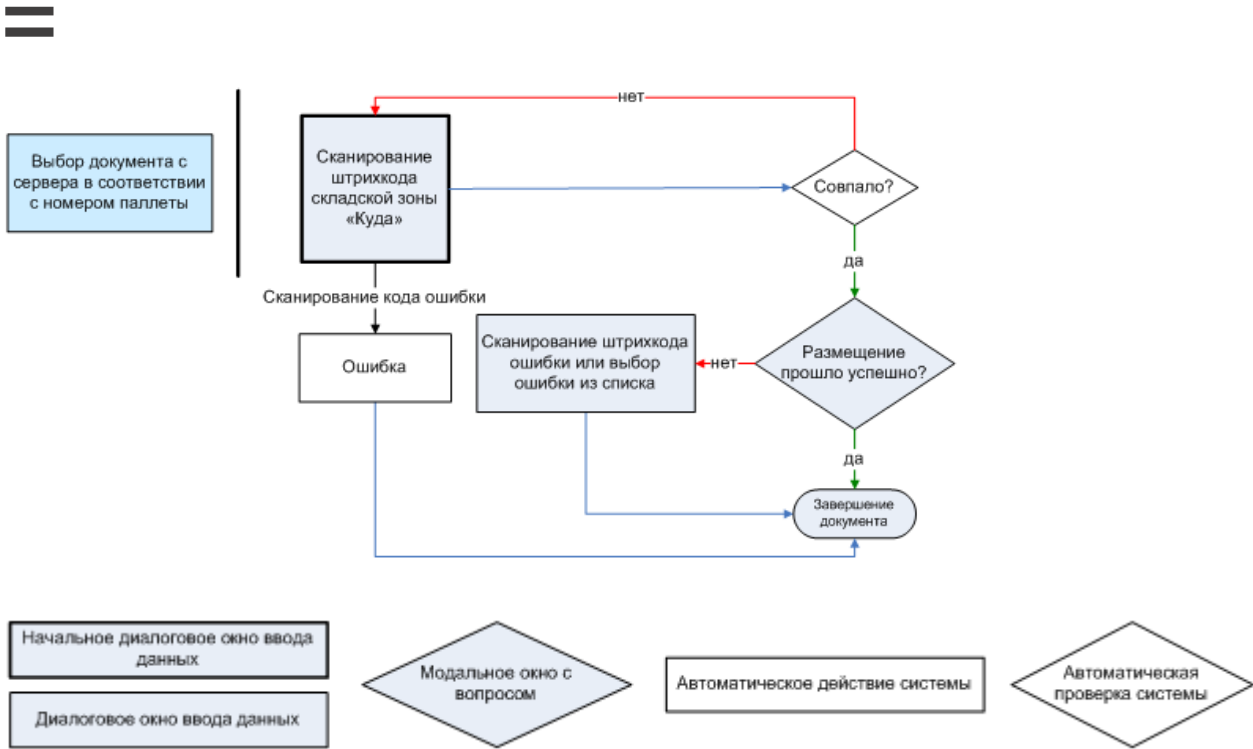 нет
Выбор документа с
сервера в соответствии
с номером паллеты
Сканирование
штрихкода
складской зоны
«Куда»
Совпало?
да
Сканирование кода ошибки
Ошибка
Сканирование штрихкода
ошибки или выбор
ошибки из списка
нет
Размещение
прошло успешно?
да
Завершение
документа
Начальное диалоговое окно ввода
данных
Диалоговое окно ввода данных
Модальное окно с
вопросом
Автоматическое действие системы
Автоматическая
проверка системы